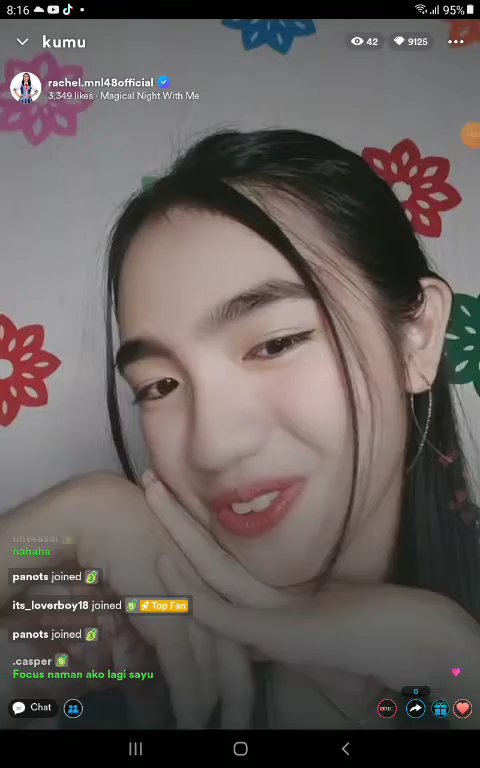 8:16
95%
kumu
42
9125
rachel.mnl48official
3,349 likes · Magical Night With Me
hahaha
panots joined
its_loverboy18 joined Top Fan
panots joined
.casper
Focus naman ako lagi sayu
0
Chat